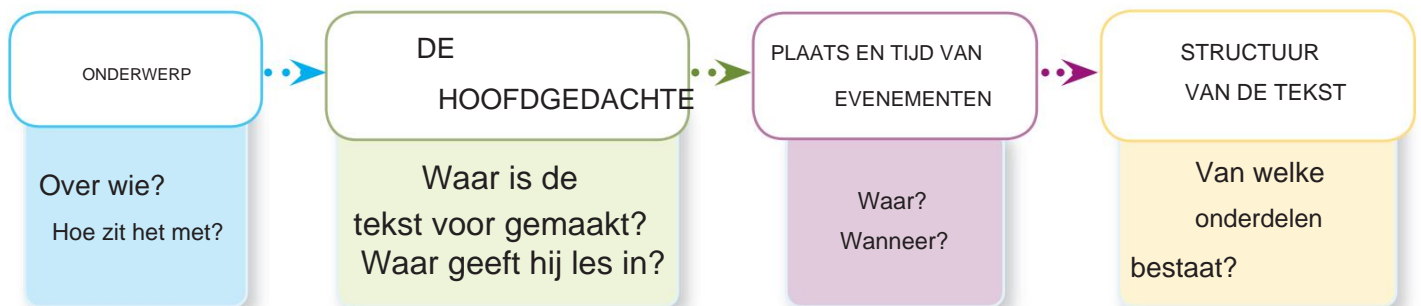 ONDERWERP
Over wie?
Hoe zit het met?
DE
HOOFDGEDACHTE
Waar is de
tekst voor gemaakt?
Waar geeft hij les in?
PLAATS EN TIJD VAN
EVENEMENTEN
Waar?
Wanneer?
STRUCTUUR
VAN DE TEKST
Van welke
onderdelen
bestaat?